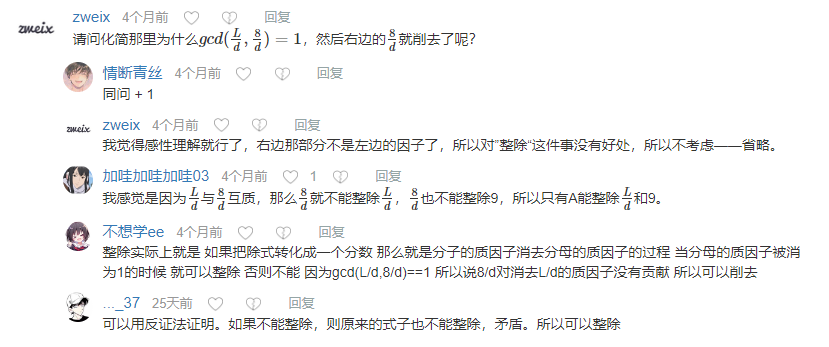 zweix
zweix 4个月前 回复
请问化简那里为什么gcd(L/d, 8/d) = 1，然后右边的8/d就削去了呢?
情断青丝 4个月前 回复
同问 + 1
zweix
zweix 4个月前 回复
我觉得感性理解就行了，右边那部分不是左边的因子了，所以对”整除“这件事没有好处，所以不考虑——省略。
加哇加哇加哇03 4个月前 1 回复
我感觉是因为L/d与8/d互质，那么8/d就不能整除L/d，8/d也不能整除9，所以只有A能整除L/d和9。
不想学ee 4个月前 回复
整除实际上就是 如果把除式转化成一个分数 那么就是分子的质因子消去分母的质因子的过程 当分母的质因子被消
为1的时候 就可以整除 否则不能 因为gcd(L/d,8/d)==1 所以说8/d对消去L/d的质因子没有贡献 所以可以削去
..._37 25天前 回复
可以用反证法证明。如果不能整除，则原来的式子也不能整除，矛盾。所以可以整除